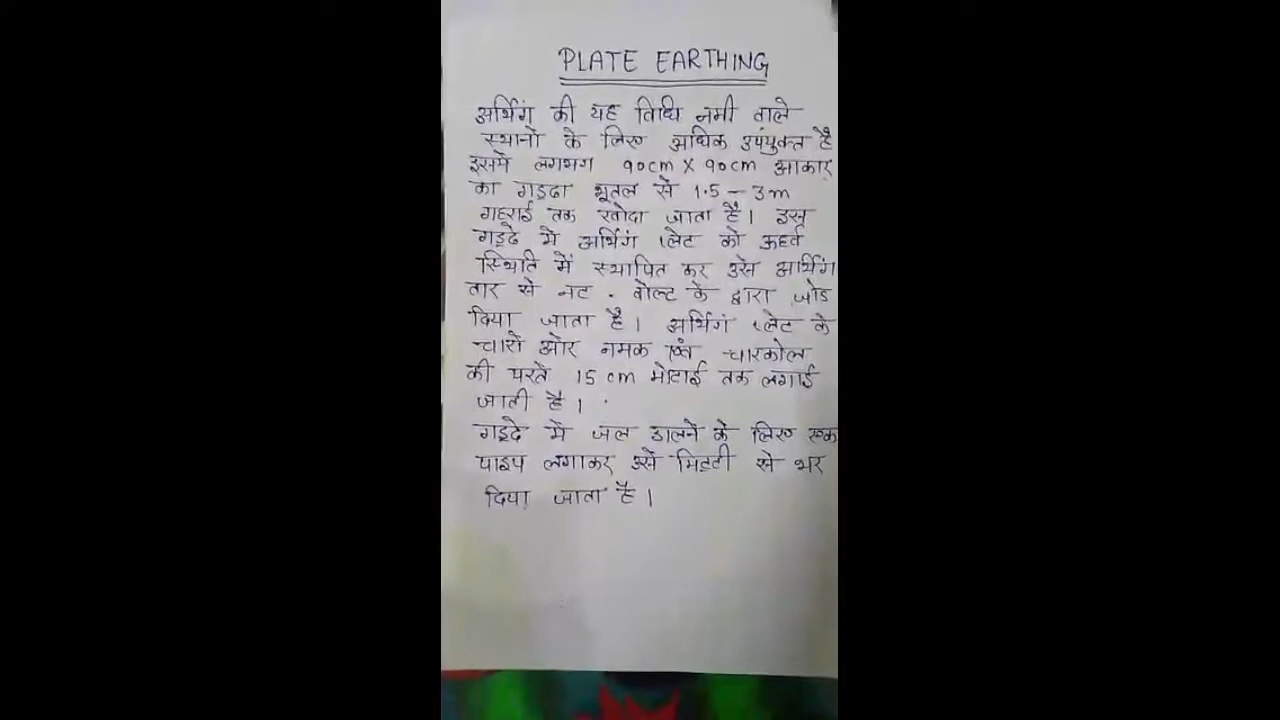 PLATE EARTHING
अर्थिंग की यह विधि नमी वाले
स्थानों के लिए अधिक उपयुक्त है
इसमें लगभग 90cm X 90cm आकार
का गड्ढा भूतल से 1.5 - 3m
गहराई तक खोदा जाता है। इस
गड्ढे में अर्थिंग प्लेट को ऊर्ध्व
स्थिति में स्थापित कर उसे अर्थिंग
तार से नट - बोल्ट के द्वारा जोड
दिया जाता है। अर्थिंग प्लेट के
चारों ओर नमक एवं चारकोल
की परतें 15 cm मोटाई तक लगाई
जाती है।
गड्ढे में जल डालने के लिए एक
पाइप लगाकर उसे मिट्टी से भर
दिया जाता है।